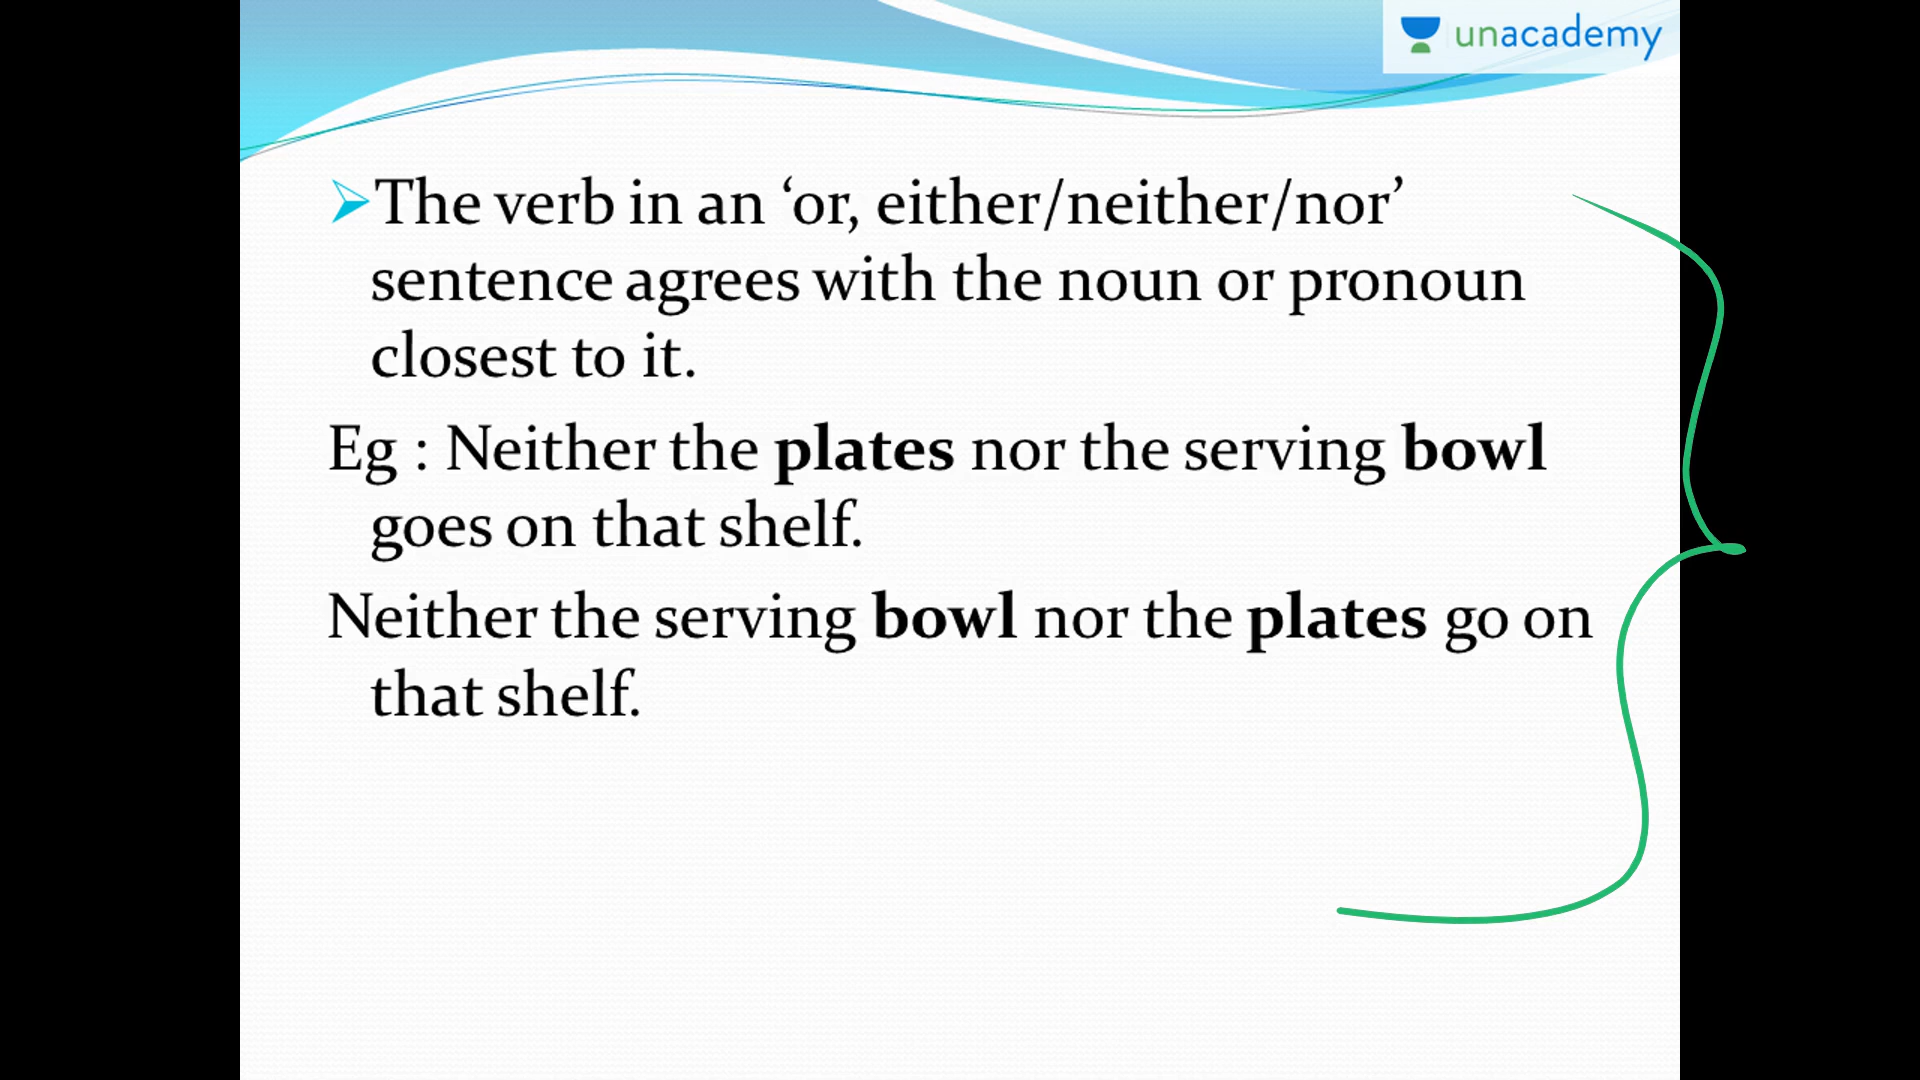 unacademy
The verb in an ‘or, either/neither/nor’
sentence agrees with the noun or pronoun
closest to it.
Eg : Neither the plates nor the serving bowl
goes on that shelf.
Neither the serving bowl nor the plates go on
that shelf.